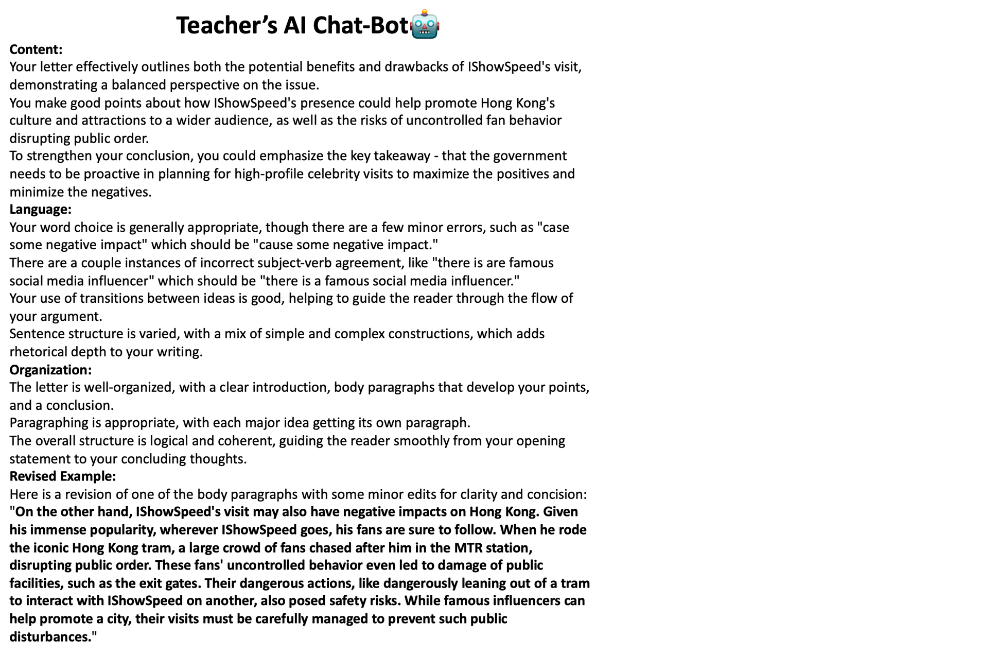 Teacher’s AI Chat-Bot🤖
Content:
Your letter effectively outlines both the potential benefits and drawbacks of IShowSpeed's visit,
demonstrating a balanced perspective on the issue.
You make good points about how IShowSpeed's presence could help promote Hong Kong's
culture and attractions to a wider audience, as well as the risks of uncontrolled fan behavior
disrupting public order.
To strengthen your conclusion, you could emphasize the key takeaway - that the government
needs to be proactive in planning for high-profile celebrity visits to maximize the positives and
minimize the negatives.
Language:
Your word choice is generally appropriate, though there are a few minor errors, such as "case
some negative impact" which should be "cause some negative impact."
There are a couple instances of incorrect subject-verb agreement, like "there is are famous
social media influencer" which should be "there is a famous social media influencer."
Your use of transitions between ideas is good, helping to guide the reader through the flow of
your argument.
Sentence structure is varied, with a mix of simple and complex constructions, which adds
rhetorical depth to your writing.
Organization:
The letter is well-organized, with a clear introduction, body paragraphs that develop your points,
and a conclusion.
Paragraphing is appropriate, with each major idea getting its own paragraph.
The overall structure is logical and coherent, guiding the reader smoothly from your opening
statement to your concluding thoughts.
Revised Example:
Here is a revision of one of the body paragraphs with some minor edits for clarity and concision:
"On the other hand, IShowSpeed's visit may also have negative impacts on Hong Kong. Given
his immense popularity, wherever IShowSpeed goes, his fans are sure to follow. When he rode
the iconic Hong Kong tram, a large crowd of fans chased after him in the MTR station,
disrupting public order. These fans' uncontrolled behavior even led to damage of public
facilities, such as the exit gates. Their dangerous actions, like dangerously leaning out of a tram
to interact with IShowSpeed on another, also posed safety risks. While famous influencers can
help promote a city, their visits must be carefully managed to prevent such public
disturbances."